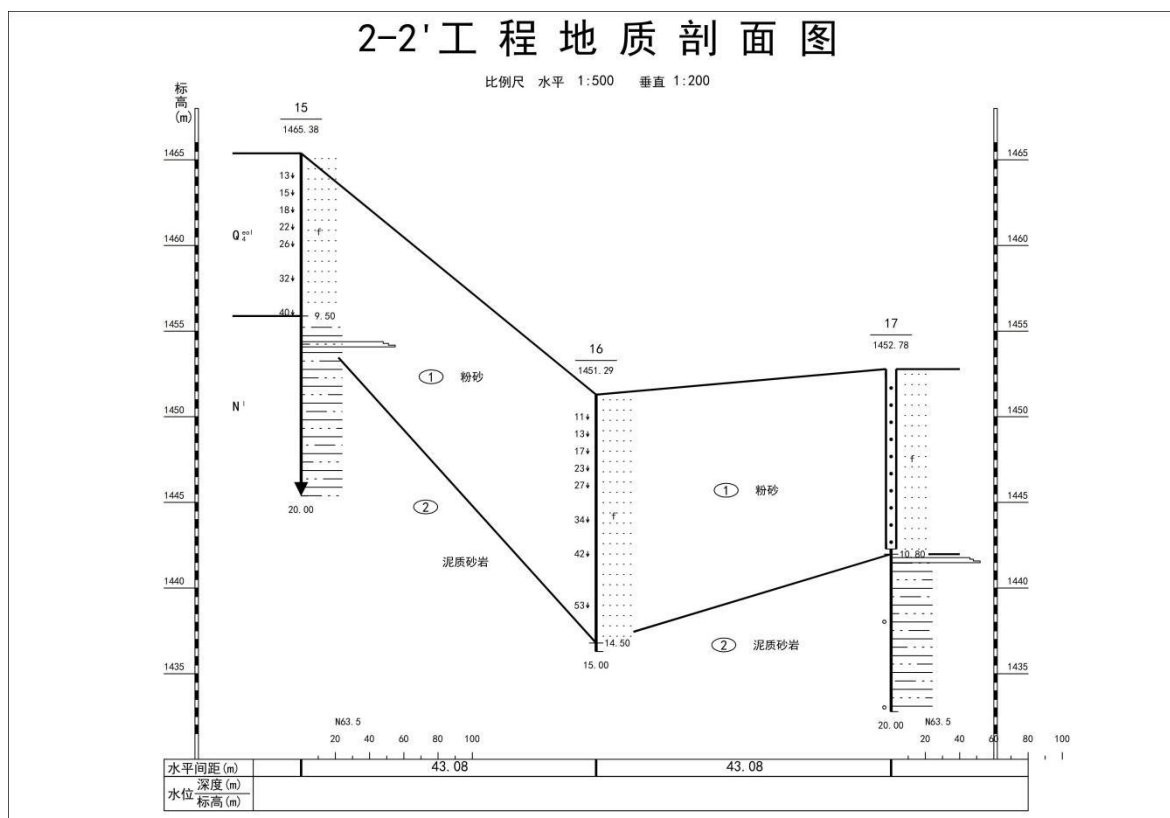 2-2'工程地质剖面图
比例尺 水平 1:500 垂直 1:200
标高(m)
15
1465.38
16
1451.29
17
1452.78
1465
1460
1455
1450
1445
1440
1435
1465
1460
1455
1450
1445
1440
1435
Q4 eol
N1
13
15
18
22
26
32
40
f
9.50
20.00
① 粉砂
②
泥质砂岩
11
13
17
23
27
34
42
53
f
14.50
15.00
① 粉砂
② 泥质砂岩
f
10.80
20.00
N63.5
20 40 60 80 100
N63.5
20 40 60 80 100
水平间距(m) 43.08 43.08
水位 深度(m)
标高(m)